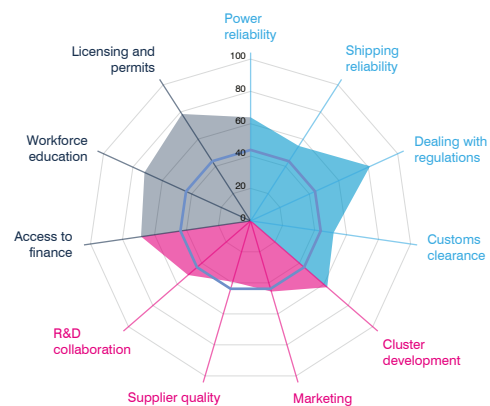 Power
reliability
Shipping
reliability
Licensing and
permits
100
80
60
40
20
0
Workforce
education
Dealing with
regulations
Access to
finance
Customs
clearance
R&D
collaboration
Cluster
development
Supplier quality
Marketing